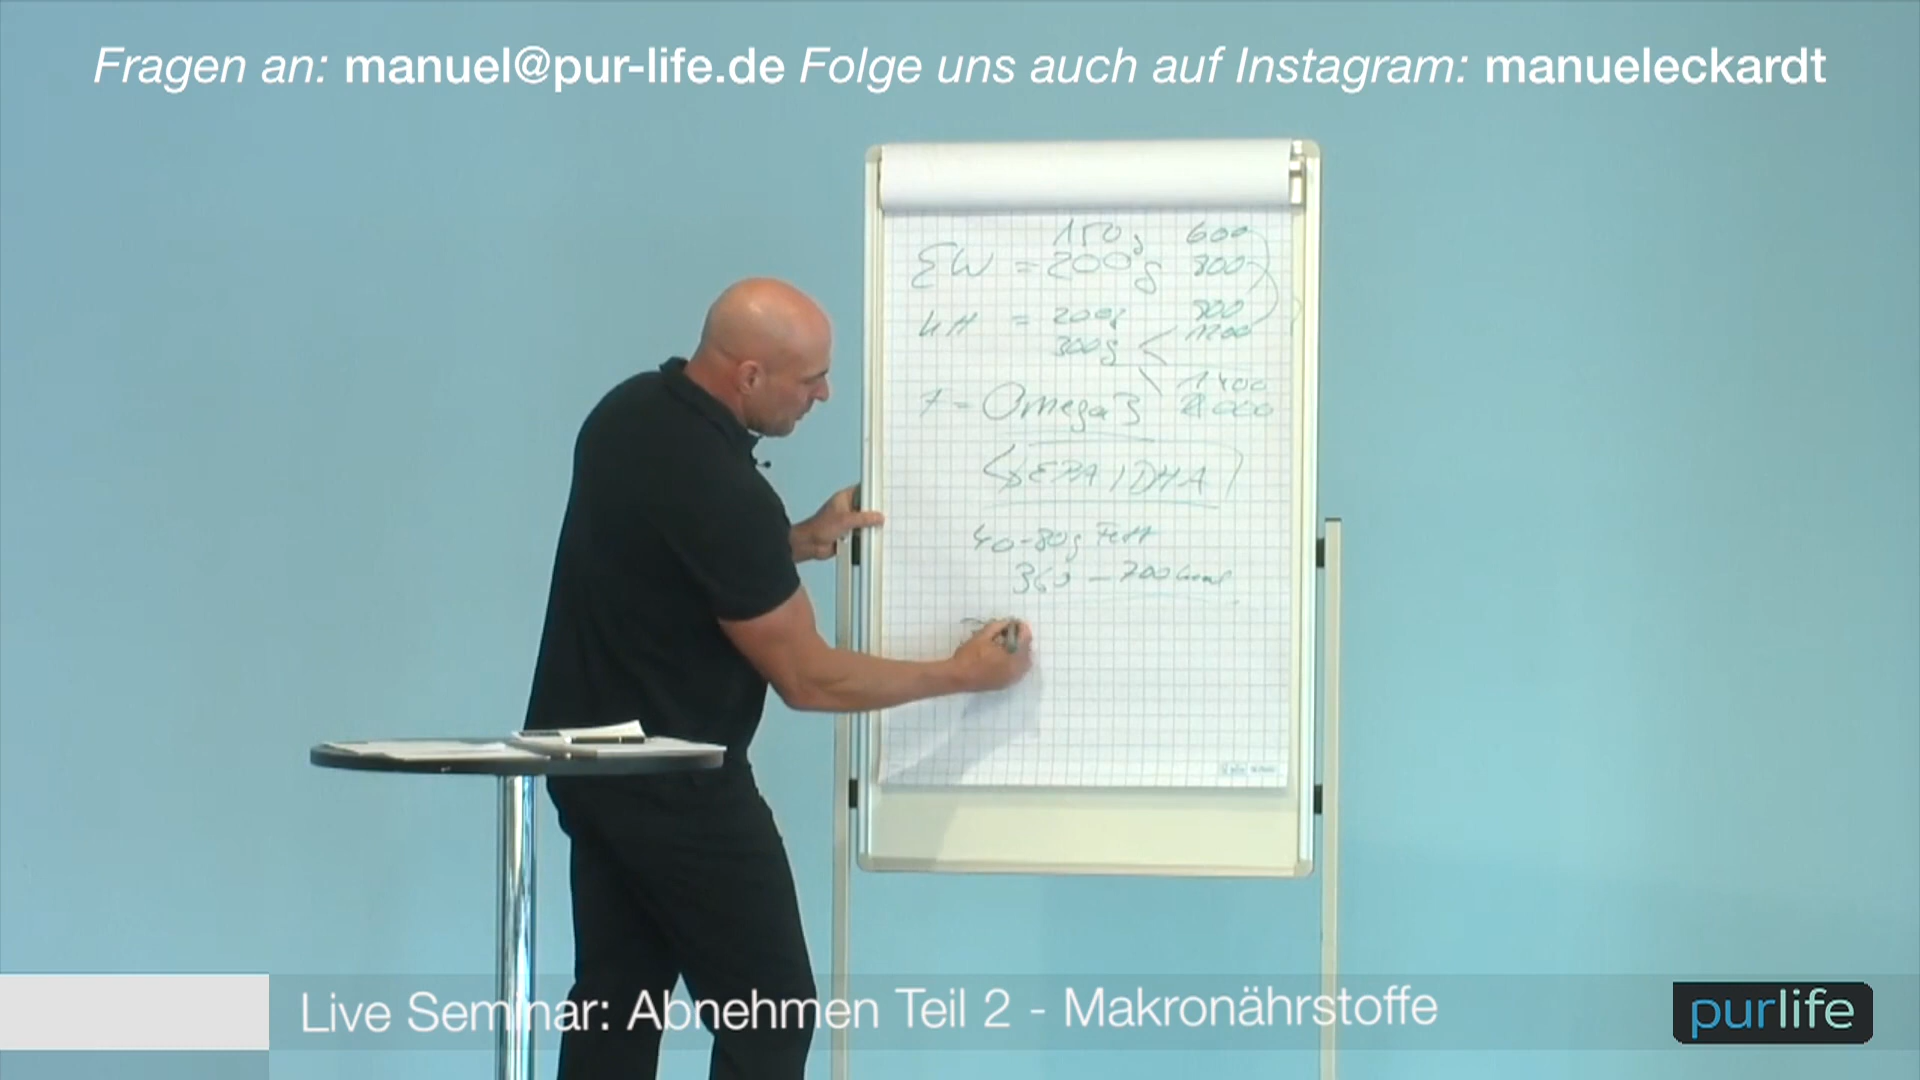 Fragen an: manuel@pur-life.de Folge uns auch auf Instagram: manueleckardt
150g 600
EW = 200g 800
KH = 200g 800
300g 1200
1400
F = Omega 3 2000
EPA / DHA
40-80g Fett
360 - 700 kcal
Live Seminar: Abnehmen Teil 2 - Makronährstoffe
purlife